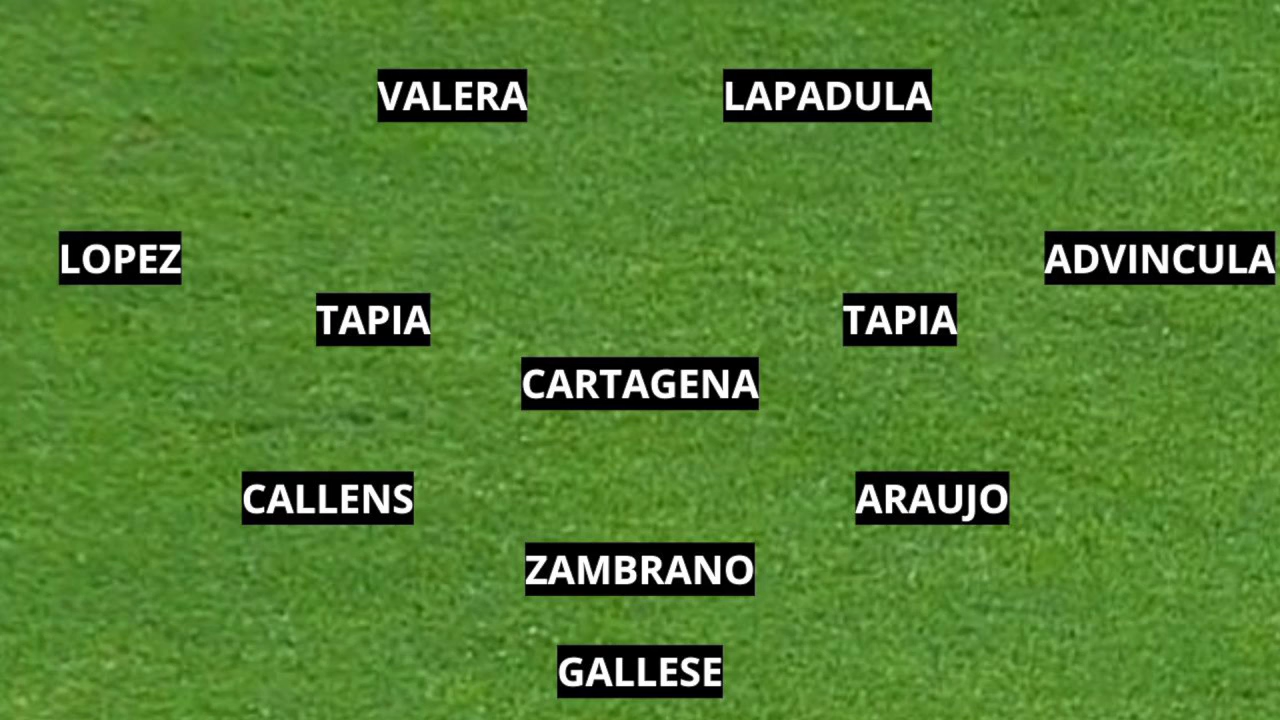 VALERA
LAPADULA
LOPEZ
ADVINCULA
TAPIA
TAPIA
CARTAGENA
CALLENS
ARAUJO
ZAMBRANO
GALLESE